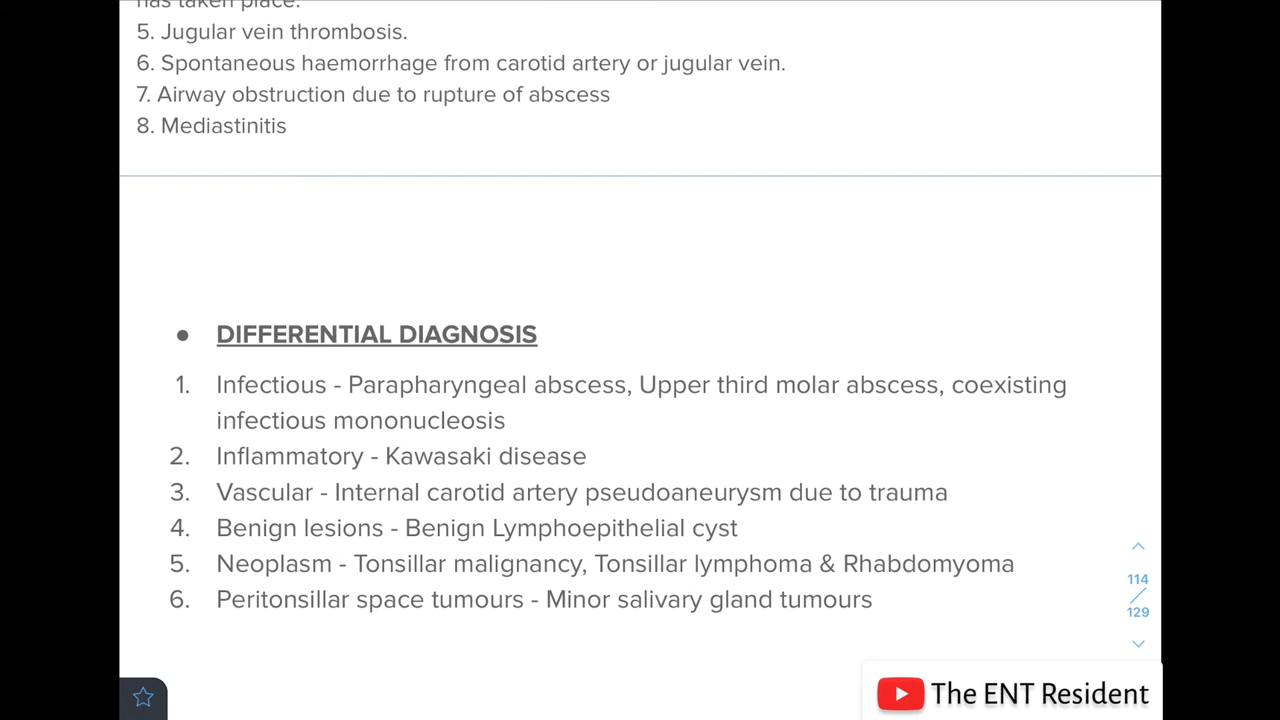 has taken place.
5. Jugular vein thrombosis.
6. Spontaneous haemorrhage from carotid artery or jugular vein.
7. Airway obstruction due to rupture of abscess
8. Mediastinitis
● DIFFERENTIAL DIAGNOSIS
1. Infectious - Parapharyngeal abscess, Upper third molar abscess, coexisting
infectious mononucleosis
2. Inflammatory - Kawasaki disease
3. Vascular - Internal carotid artery pseudoaneurysm due to trauma
4. Benign lesions - Benign Lymphoepithelial cyst
5. Neoplasm - Tonsillar malignancy, Tonsillar lymphoma & Rhabdomyoma
6. Peritonsillar space tumours - Minor salivary gland tumours
114
/
129
The ENT Resident